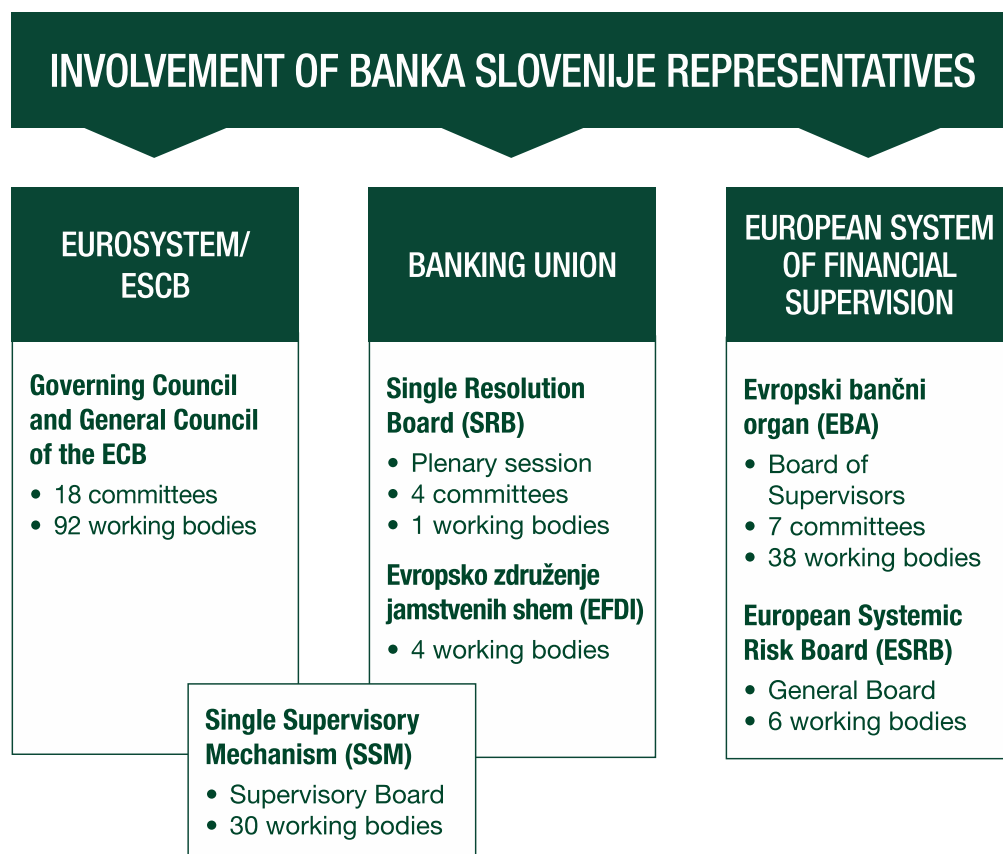 INVOLVEMENT OF BANKA SLOVENIJE REPRESENTATIVES
EUROSYSTEM/
ESCB
Governing Council
and General Council
of the ECB
• 18 committees
• 92 working bodies
BANKING UNION
Single Resolution
Board (SRB)
• Plenary session
• 4 committees
• 1 working bodies
Evropsko združenje
jamstvenih shem (EFDI)
• 4 working bodies
Single Supervisory
Mechanism (SSM)
• Supervisory Board
• 30 working bodies
EUROPEAN SYSTEM
OF FINANCIAL
SUPERVISION
Evropski bančni
organ (EBA)
• Board of
Supervisors
• 7 committees
• 38 working bodies
European Systemic
Risk Board (ESRB)
• General Board
• 6 working bodies